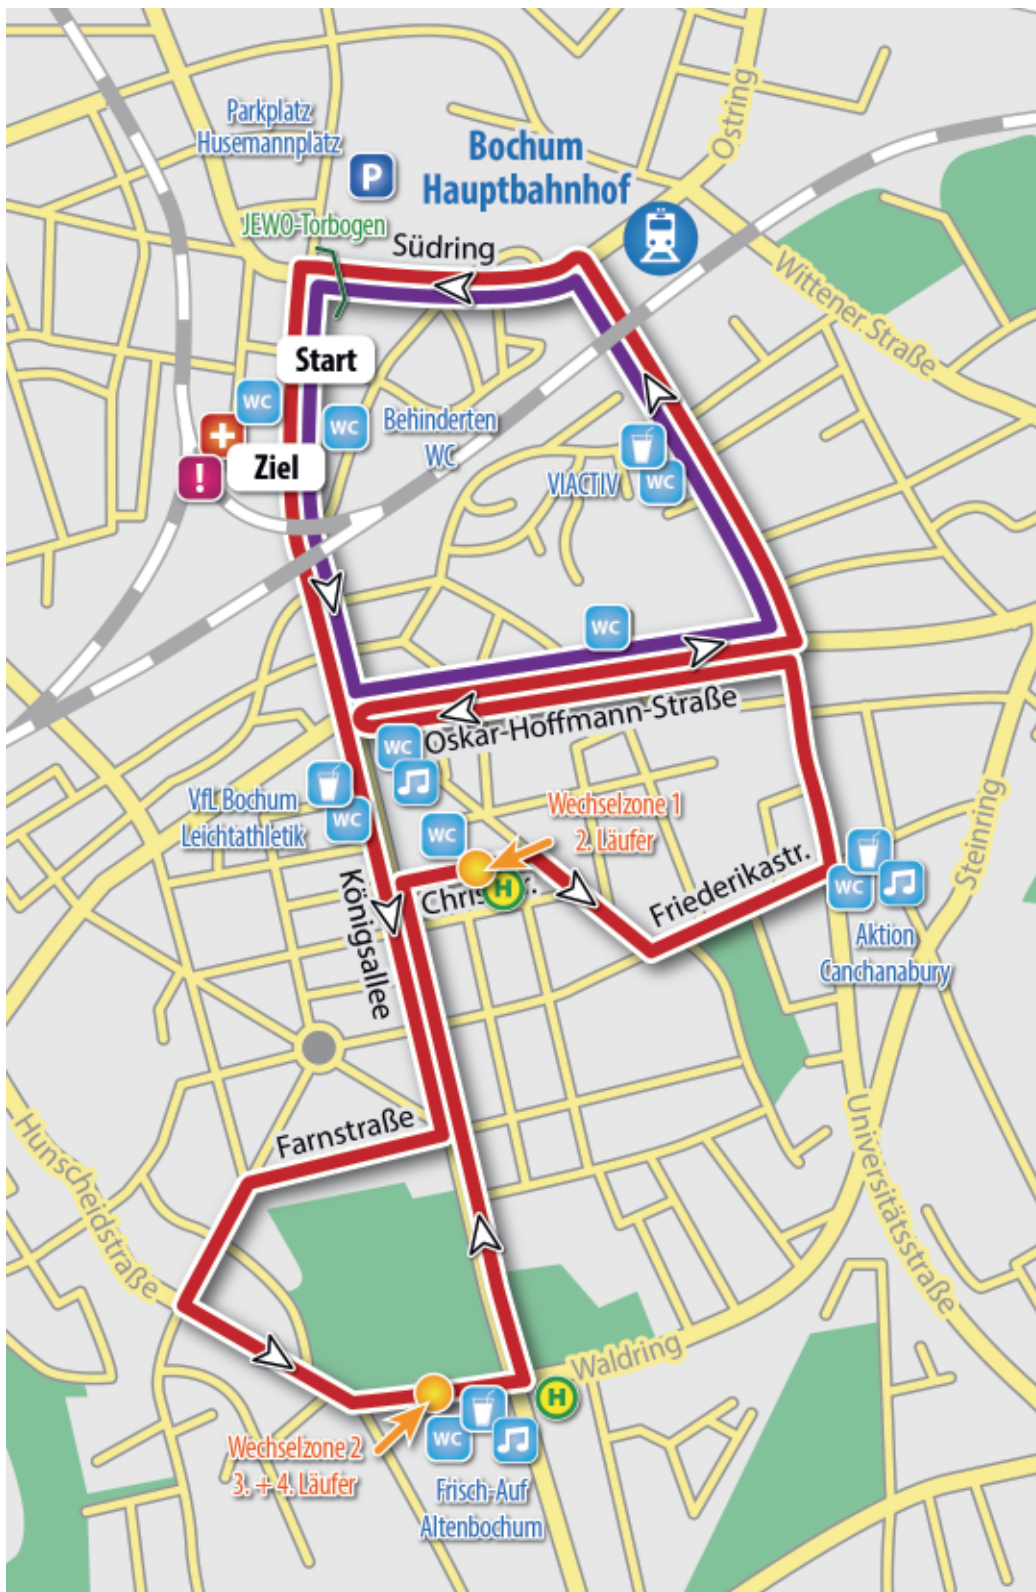 Parkplatz
Husemannplatz
P
Bochum
Hauptbahnhof
Ostring
JEWO-Torbogen
Südring
Wittener Straße
Start
WC
WC
Behinderten
WC
Ziel
!
VIACTIV
WC
WC
Oskar-Hoffmann-Straße
WC
VfL Bochum
Leichtathletik
WC
WC
Wechselzone 1
2. Läufer
Steinring
Königsallee
H
Friederikastr.
WC
Aktion
Canchanabury
Farnstraße
Hunscheidstraße
Universitätsstraße
Waldring
H
Wechselzone 2
3. + 4. Läufer
WC
Frisch-Auf
Altenbochum